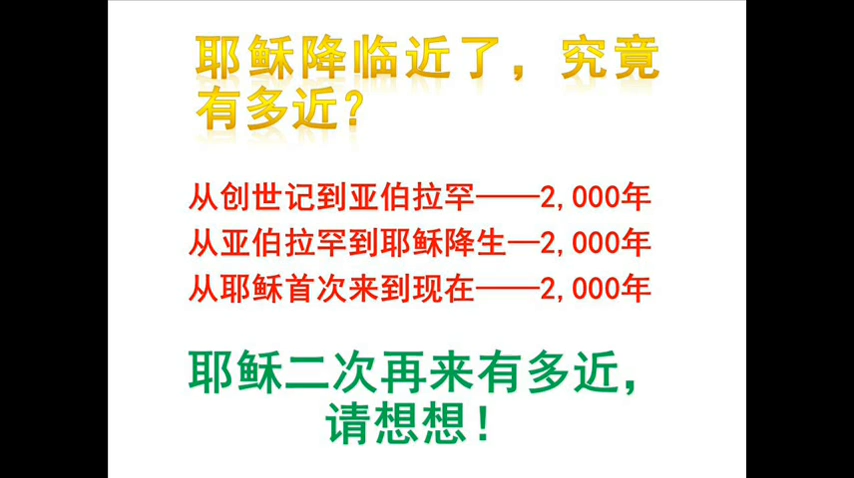 耶稣降临近了，究竟
有多近？
从创世记到亚伯拉罕——2,000年
从亚伯拉罕到耶稣降生—2,000年
从耶稣首次来到现在——2,000年
耶稣二次再来有多近，
请想想！